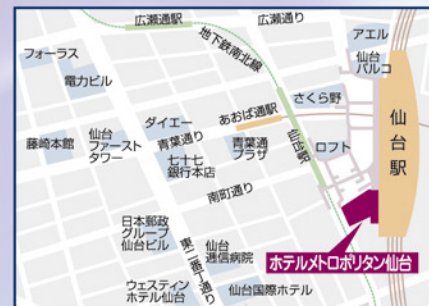 広瀬通駅
広瀬通り
アエル
フォーラス
地下鉄南北線
仙台
パルコ
電力ビル
さくら野
ダイエー
あおば通駅
仙台駅
藤崎本館
仙台
ファースト
タワー
青葉通り
仙台駅
ロフト
七十七
銀行本店
青葉通
プラザ
南町通り
日本郵政
グループ
仙台ビル
東二番丁通り
仙台
逓信病院
ホテルメトロポリタン仙台
ウェスティン
ホテル仙台
仙台国際ホテル